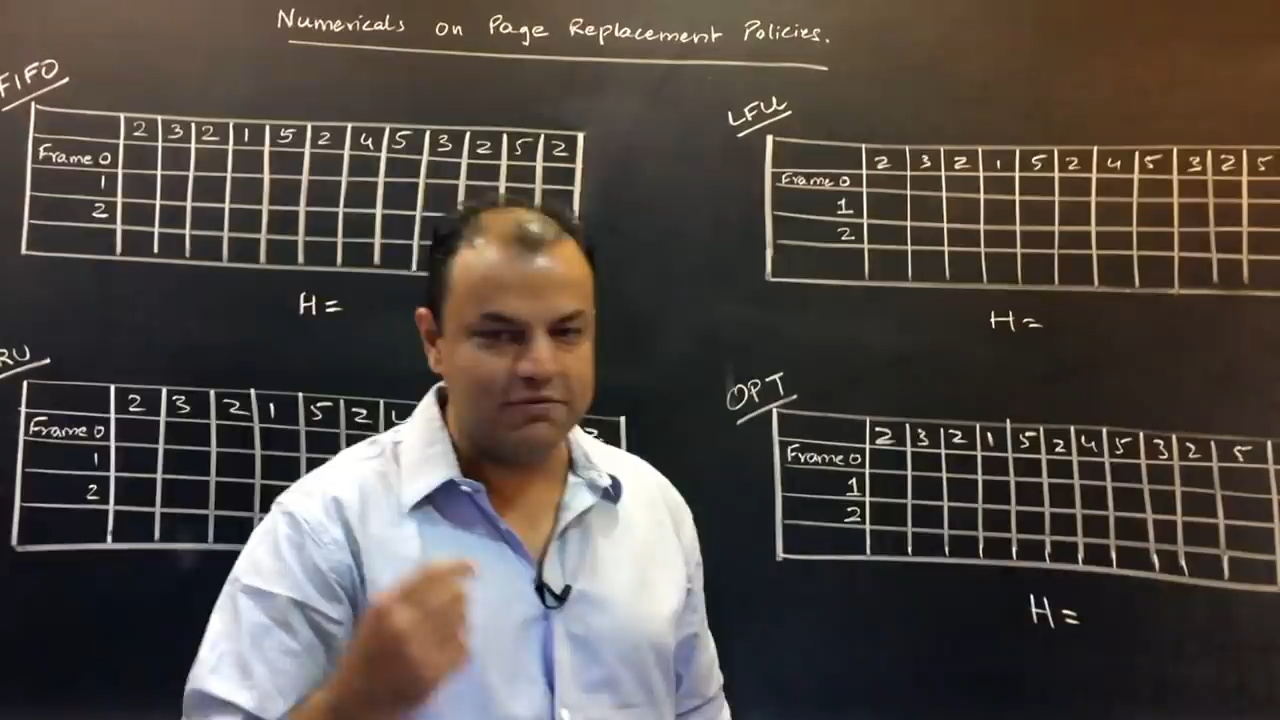 Numericals on Page Replacement Policies.
FIFO
2 3 2 1 5 2 4 5 3 2 5 2
Frame 0
1
2
H =
LFU
2 3 2 1 5 2 4 5 3 2 5
Frame 0
1
2
H =
RU
2 3 2 1 5 2
Frame 0
1
2
OPT
2 3 2 1 5 2 4 5 3 2 5
Frame 0
1
2
H =